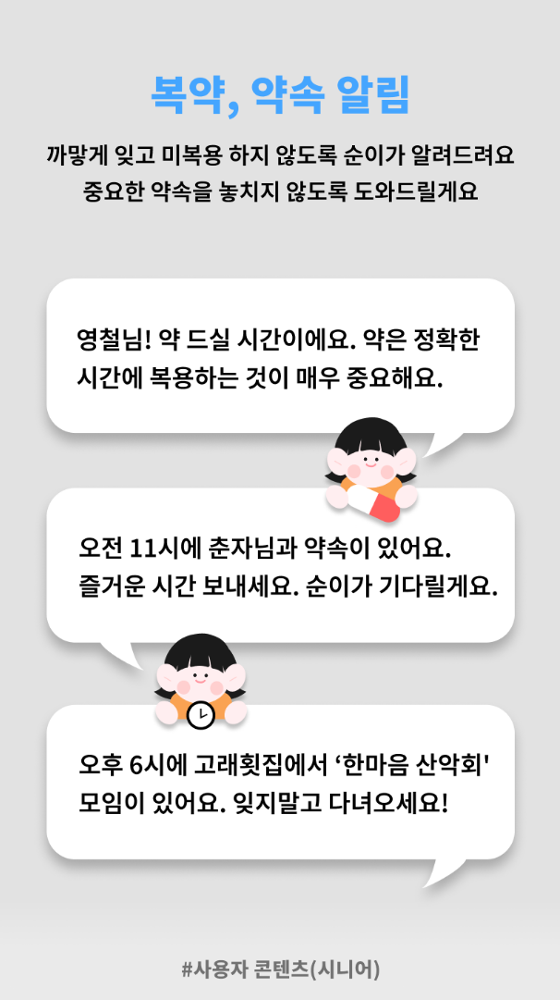 복약, 약속 알림
까맣게 잊고 미복용 하지 않도록 순이가 알려드려요
중요한 약속을 놓치지 않도록 도와드릴게요
영철님! 약 드실 시간이에요. 약은 정확한
시간에 복용하는 것이 매우 중요해요.
오전 11시에 춘자님과 약속이 있어요.
즐거운 시간 보내세요. 순이가 기다릴게요.
오후 6시에 고래횟집에서 ‘한마음 산악회'
모임이 있어요. 잊지말고 다녀오세요!
#사용자 콘텐츠(시니어)